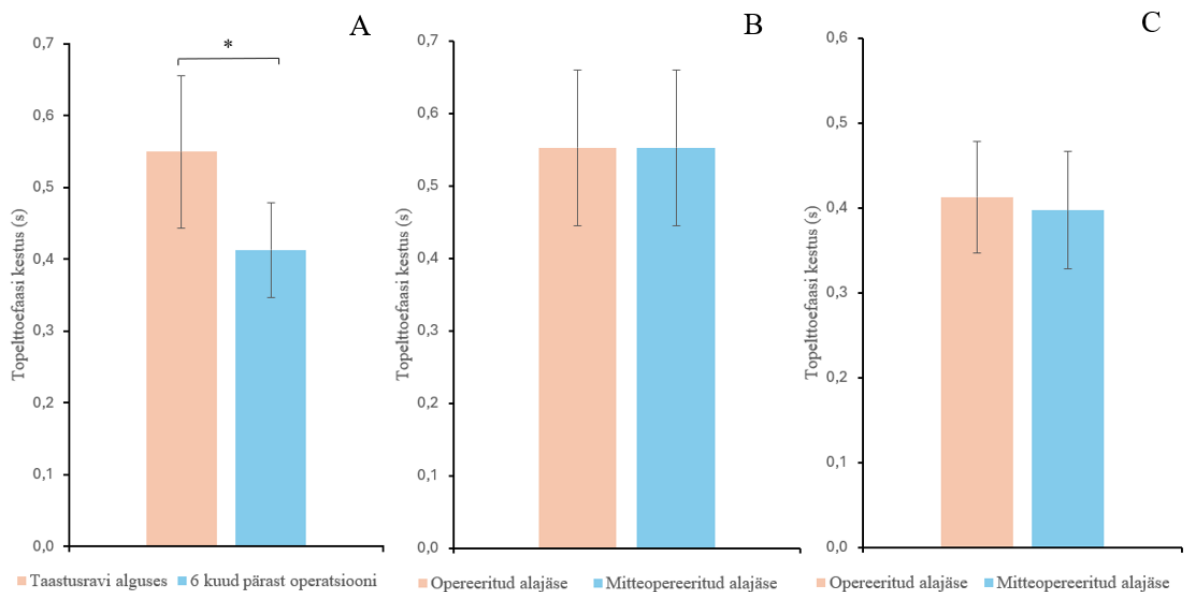 A
0,7
0,6
0,5
0,4
0,3
0,2
0,1
0,0
Topelttoefaasi kestus (s)
*
Taastusravi alguses 6 kuud pärast operatsiooni
B
0,7
0,6
0,5
0,4
0,3
0,2
0,1
0,0
Topelttoefaasi kestus (s)
Opereeritud alajäse Mitteopereeritud alajäse
C
0,6
0,5
0,4
0,3
0,2
0,1
0,0
Topelttoefaasi kestus (s)
Opereeritud alajäse Mitteopereeritud alajäse